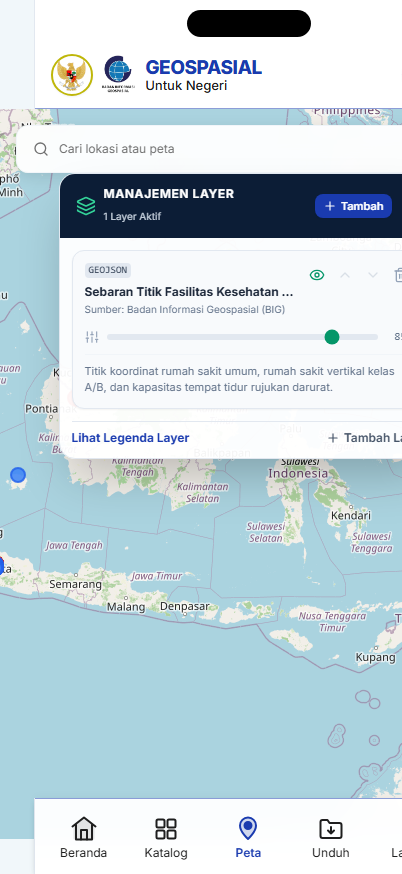 GEOSPASIAL
Untuk Negeri
Philippines
Cari lokasi atau peta
phố
Minh
MANAJEMEN LAYER
1 Layer Aktif
+ Tambah
GEOJSON
Sebaran Titik Fasilitas Kesehatan ...
Sumber: Badan Informasi Geospasial (BIG)
Titik koordinat rumah sakit umum, rumah sakit vertikal kelas
A/B, dan kapasitas tempat tidur rujukan darurat.
Lihat Legenda Layer
+ Tambah La
Pontia
Kalimantan
Tengah
Balikpapan
Kalimantan
Selatan
Indonesia
Sulawesi
Selatan
Kendari
Sulawesi
Tenggara
Jawa Tengah
Semarang
Jawa Timur
Malang
Denpasar
Nusa Tenggara
Timur
Kupang
Beranda
Katalog
Peta
Unduh
La